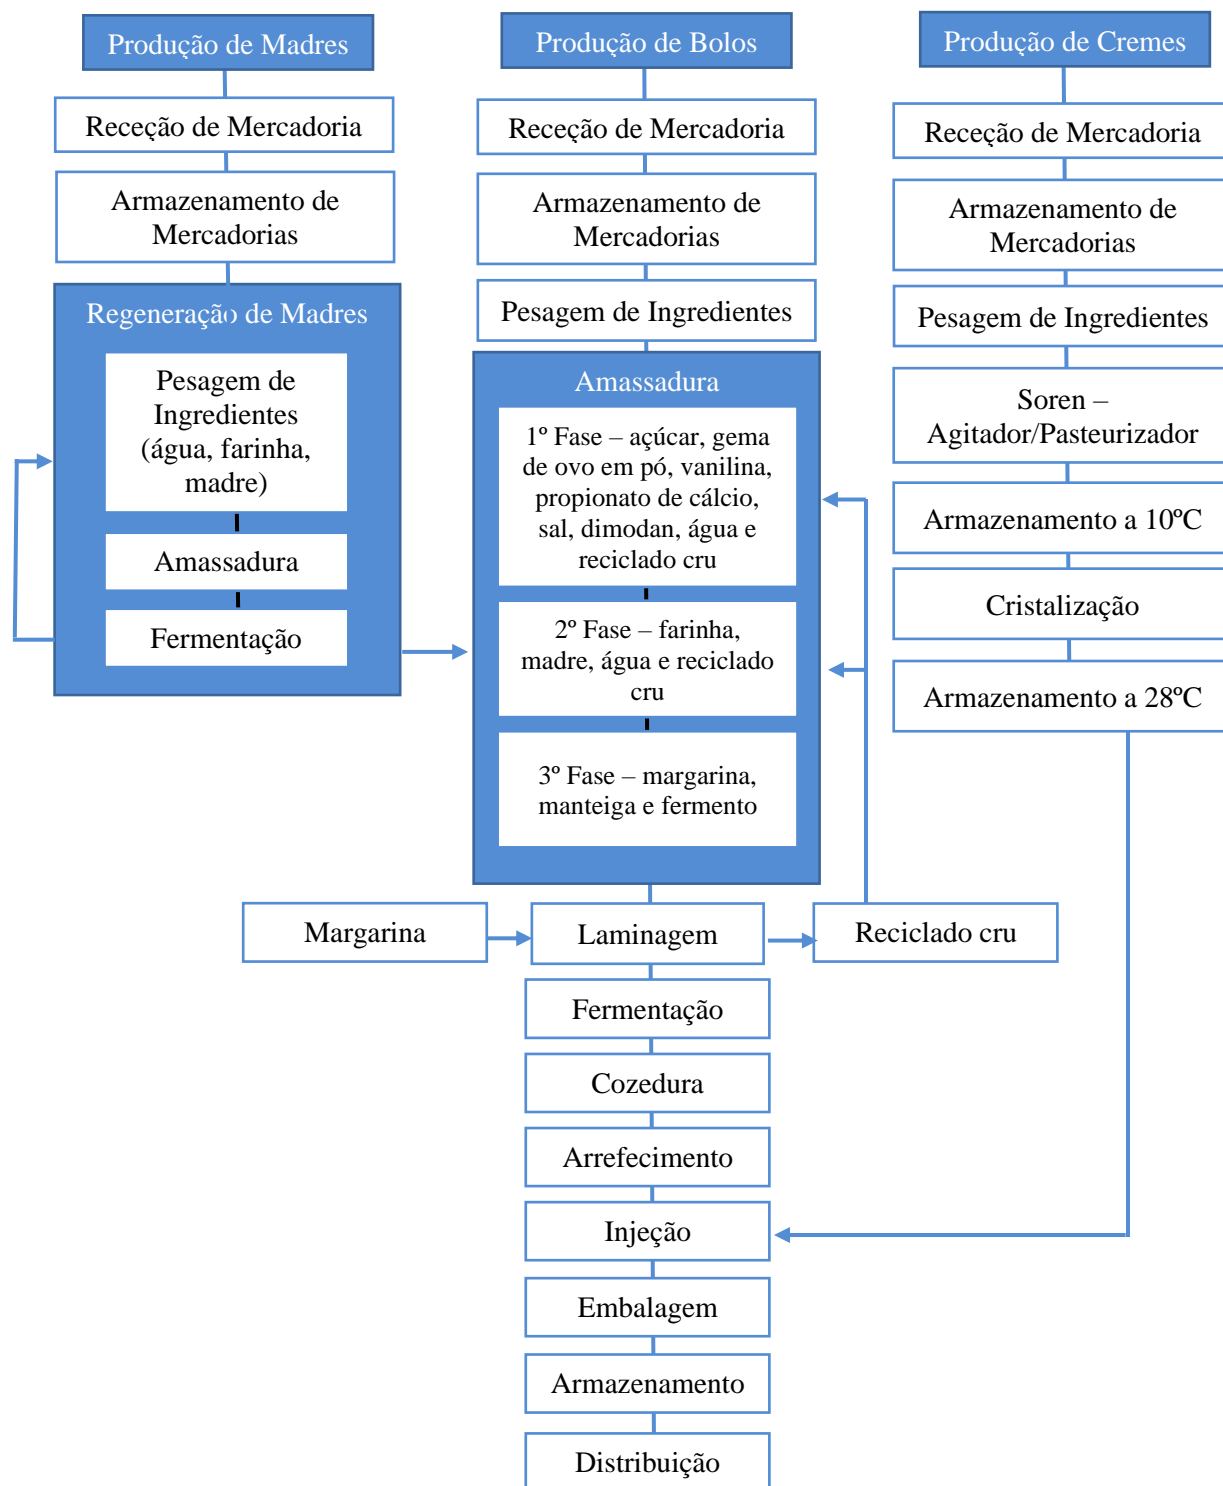 Produção de Madres
Receção de Mercadoria
Armazenamento de
Mercadorias
Regeneração de Madres
Pesagem de
Ingredientes
(água, farinha,
madre)
Amassadura
Fermentação
Produção de Bolos
Receção de Mercadoria
Armazenamento de
Mercadorias
Pesagem de Ingredientes
Amassadura
1º Fase – açúcar, gema
de ovo em pó, vanilina,
propionato de cálcio,
sal, dimodan, água e
reciclado cru
2º Fase – farinha,
madre, água e reciclado
cru
3º Fase – margarina,
manteiga e fermento
Margarina
Laminagem
Reciclado cru
Fermentação
Cozedura
Arrefecimento
Injeção
Embalagem
Armazenamento
Distribuição
Produção de Cremes
Receção de Mercadoria
Armazenamento de
Mercadorias
Pesagem de Ingredientes
Soren –
Agitador/Pasteurizador
Armazenamento a 10ºC
Cristalização
Armazenamento a 28ºC